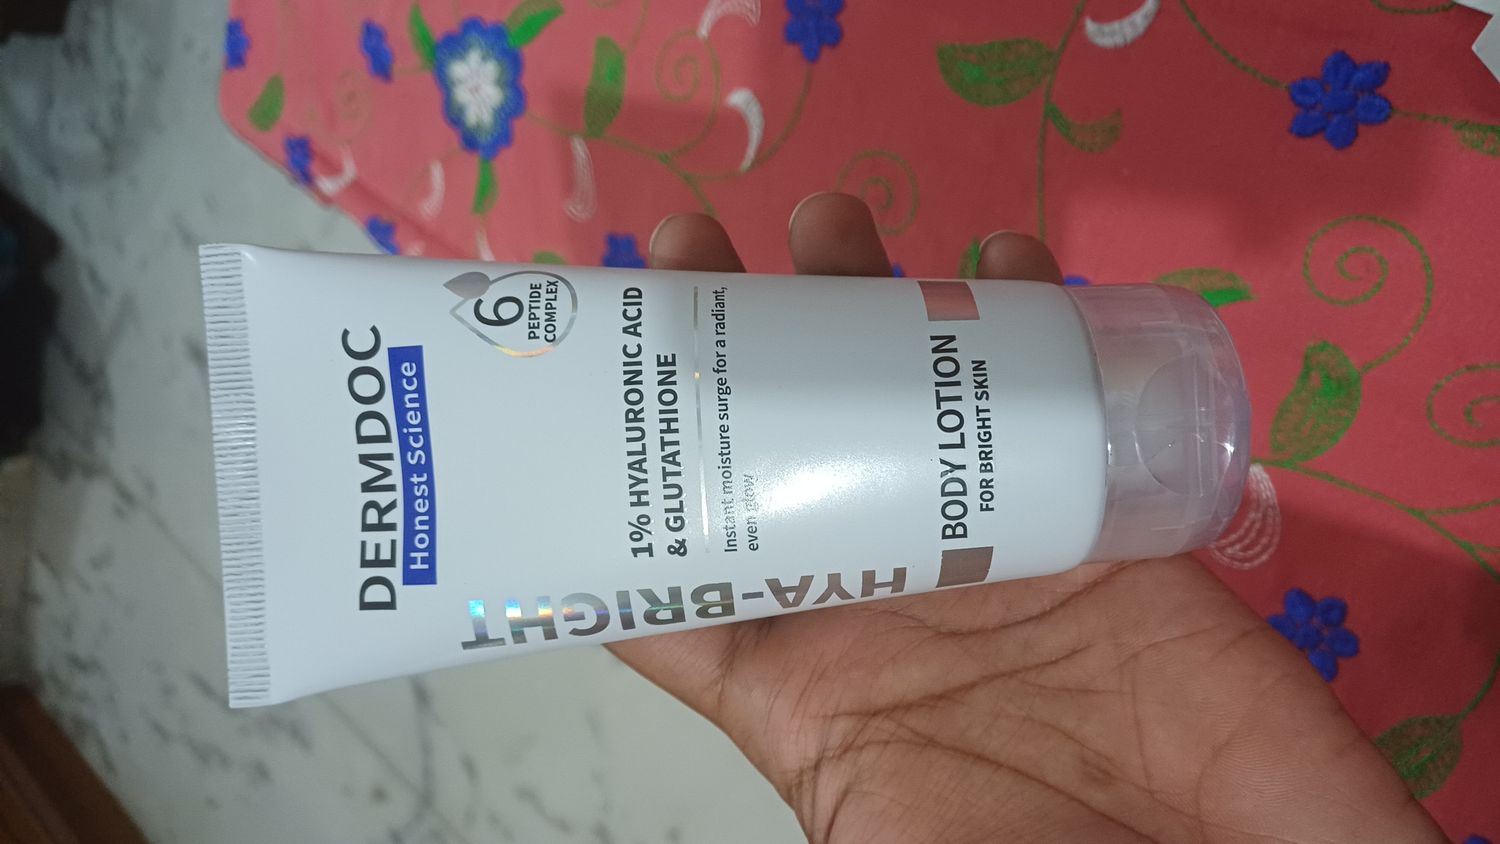 DERMDOC
Honest Science
6
PEPTIDE
COMPLEX
HYA-BRIGHT
1% HYALURONIC ACID
& GLUTATHIONE
Instant moisture surge for a radiant,
even glow
BODY LOTION
FOR BRIGHT SKIN